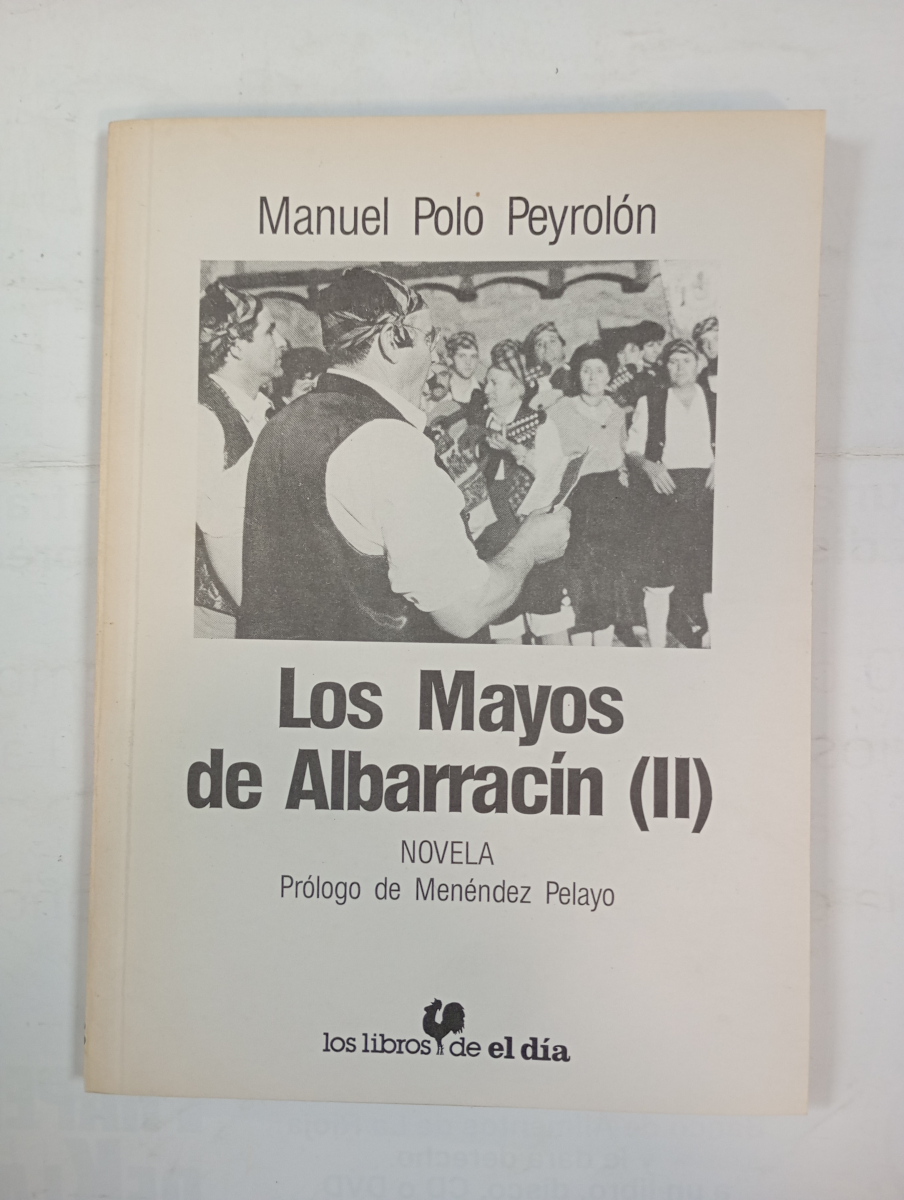 Manuel Polo Peyrolón
Los Mayos
de Albarracín (II)
NOVELA
Prólogo de Menéndez Pelayo
los libros de el día